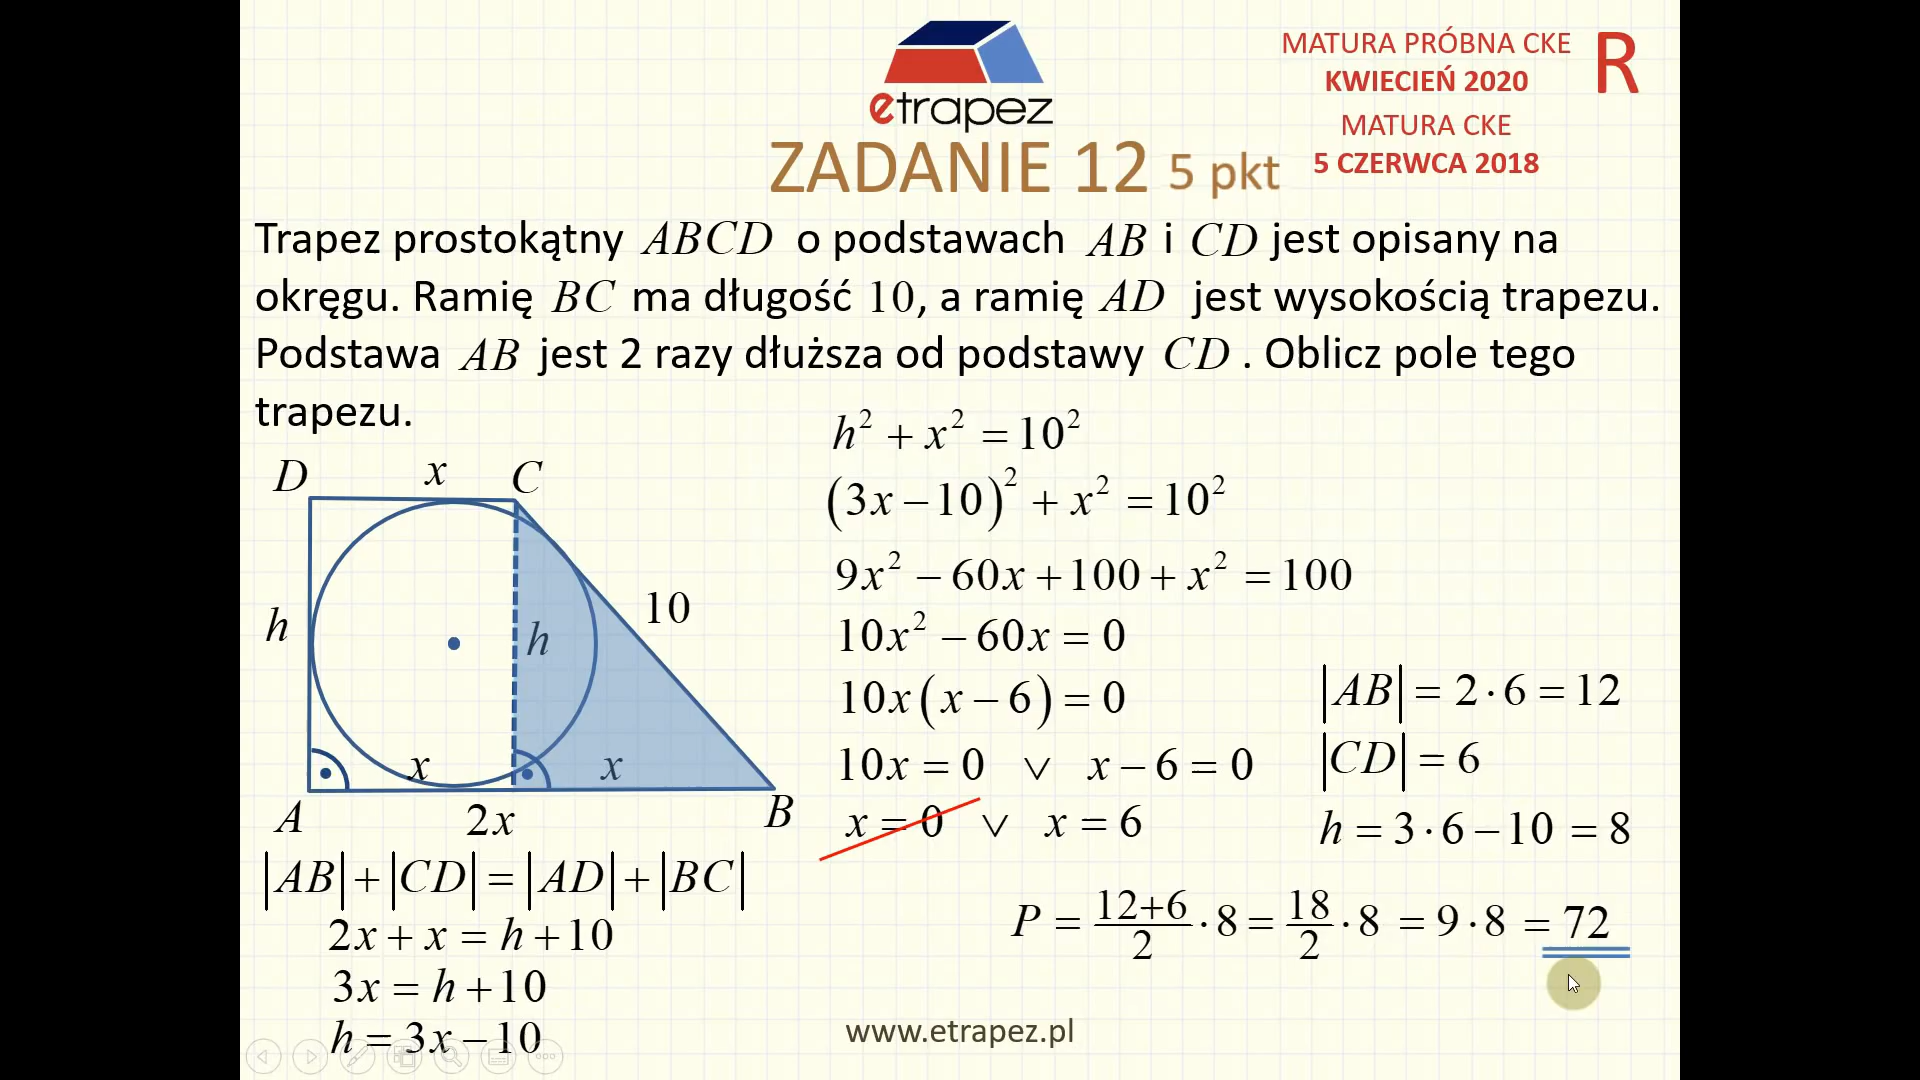 etrapez
MATURA PRÓBNA CKE
KWIECIEŃ 2020
R
MATURA CKE
5 CZERWCA 2018
ZADANIE 12 5 pkt
Trapez prostokątny ABCD o podstawach AB i CD jest opisany na
okręgu. Ramię BC ma długość 10, a ramię AD jest wysokością trapezu.
Podstawa AB jest 2 razy dłuższa od podstawy CD . Oblicz pole tego
trapezu.
D x C
h
h
10
x
x
A
2x
B
|AB|+|CD|=|AD|+|BC|
2x+x=h+10
3x=h+10
h=3x−10
h²+x²=10²
(3x−10)²+x²=10²
9x²−60x+100+x²=100
10x²−60x=0
10x(x−6)=0
10x=0 ∨ x−6=0
x=0 ∨ x=6
|AB|=2·6=12
|CD|=6
h=3·6−10=8
P=12+6/2·8=18/2·8=9·8=72
www.etrapez.pl